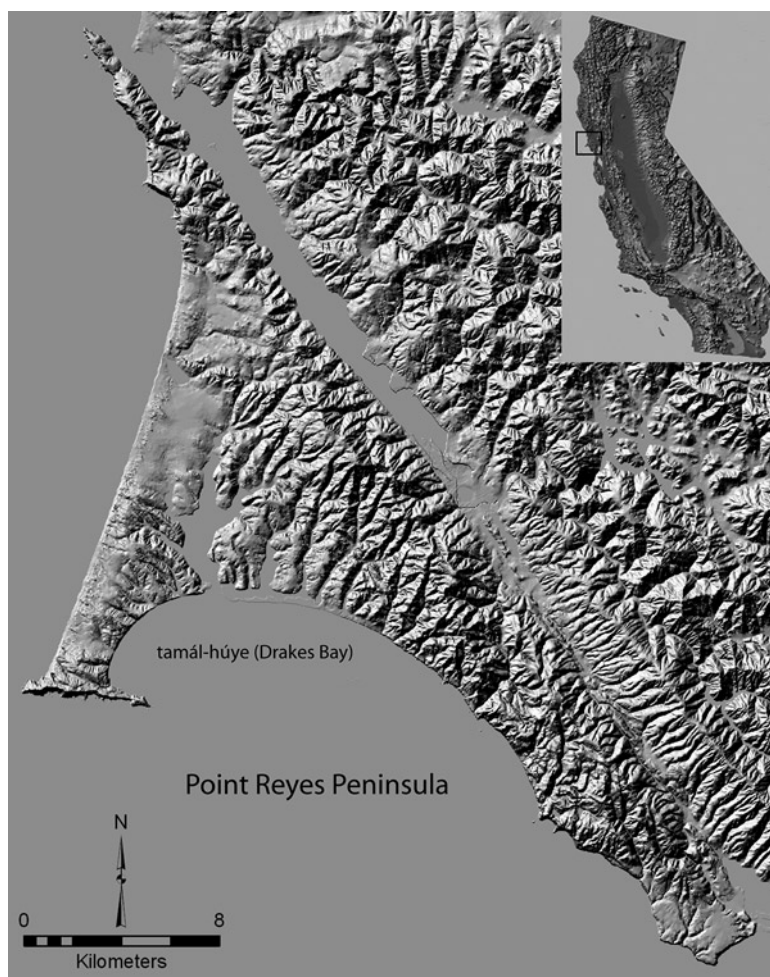 tamál-húye (Drakes Bay)
Point Reyes Peninsula
N
0 8
Kilometers